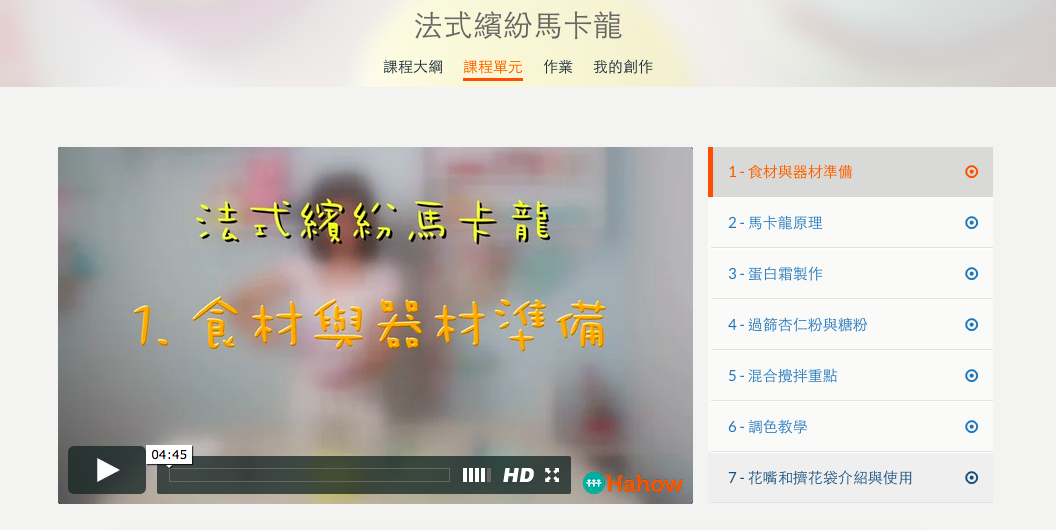 法式繽紛馬卡龍
課程大綱 課程單元 作業 我的創作
法式繽紛馬卡龍
1. 食材與器材準備
04:45
HD
Hahow
1 - 食材與器材準備
2 - 馬卡龍原理
3 - 蛋白霜製作
4 - 過篩杏仁粉與糖粉
5 - 混合攪拌重點
6 - 調色教學
7 - 花嘴和擠花袋介紹與使用